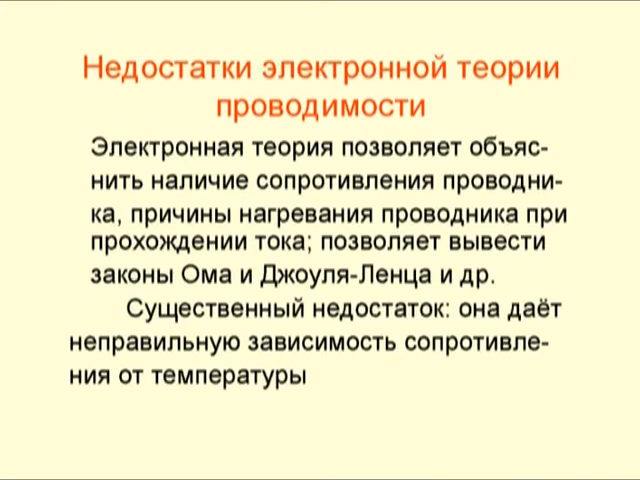 Недостатки электронной теории
проводимости
Электронная теория позволяет объяс-
нить наличие сопротивления проводни-
ка, причины нагревания проводника при
прохождении тока; позволяет вывести
законы Ома и Джоуля-Ленца и др.
Существенный недостаток: она даёт
неправильную зависимость сопротивле-
ния от температуры